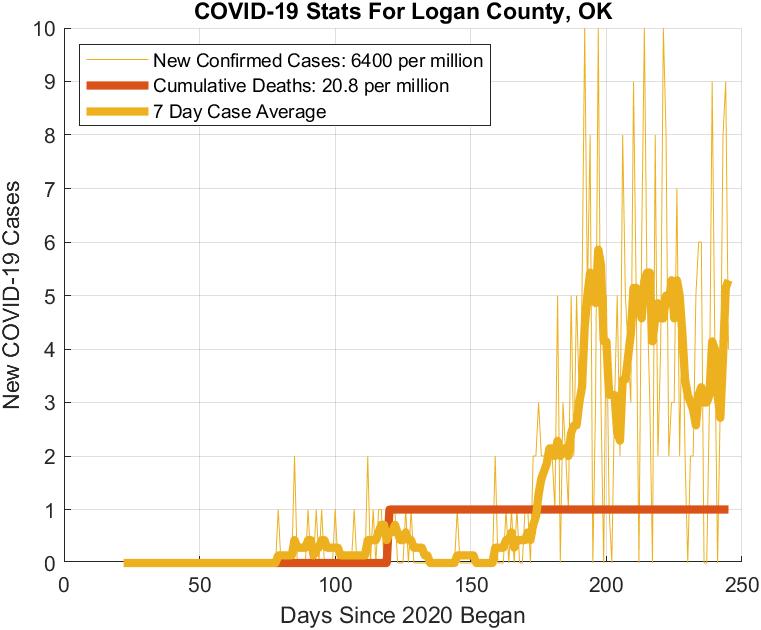 COVID-19 Stats For Logan County, OK
New Confirmed Cases: 6400 per million
Cumulative Deaths: 20.8 per million
7 Day Case Average
New COVID-19 Cases
10
9
8
7
6
5
4
3
2
1
0
0 50 100 150 200 250
Days Since 2020 Began